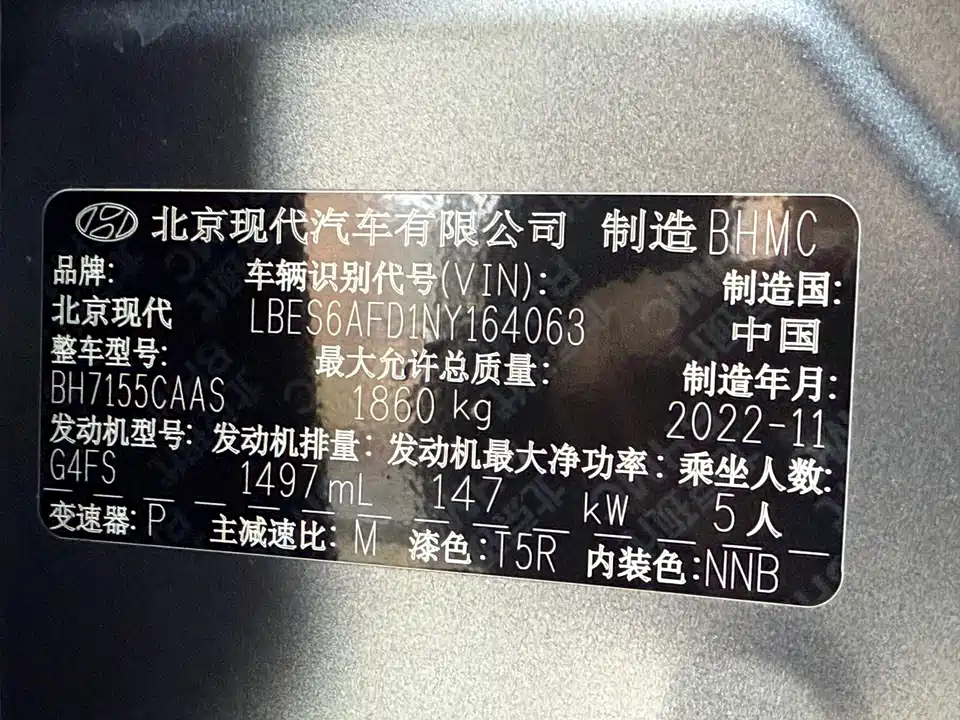 北京现代汽车有限公司 制造 BHMC
品牌: 车辆识别代号(VIN): 制造国:
北京现代 LBES6AFD1NY164063 中国
整车型号: 最大允许总质量: 制造年月:
BH7155CAAS 1860 kg 2022-11
发动机型号: 发动机排量: 发动机最大净功率: 乘坐人数:
G4FS 1497 mL 147 kW 5人
变速器: P 主减速比: M 漆色: T5R 内装色: NNB